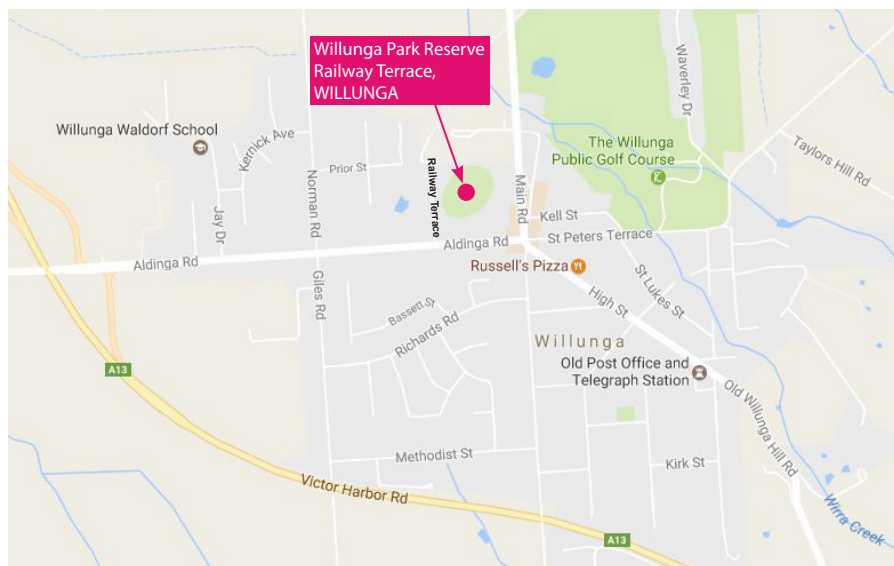 Willunga Park Reserve
Railway Terrace,
WILLUNGA
Willunga Waldorf School
Kernick Ave
Prior St
Norman Rd
Jay Dr
Railway Terrace
Main Rd
Waverley Dr
The Willunga
Public Golf Course
Taylors Hill Rd
Kell St
St Peters Terrace
Aldinga Rd
Aldinga Rd
Russell's Pizza
Giles Rd
Bassett St
Richards Rd
High St
St Lukes St
Willunga
Old Post Office and
Telegraph Station
A13
Old Willunga Hill Rd
Methodist St
Kirk St
Victor Harbor Rd
Wirra Creek
A13